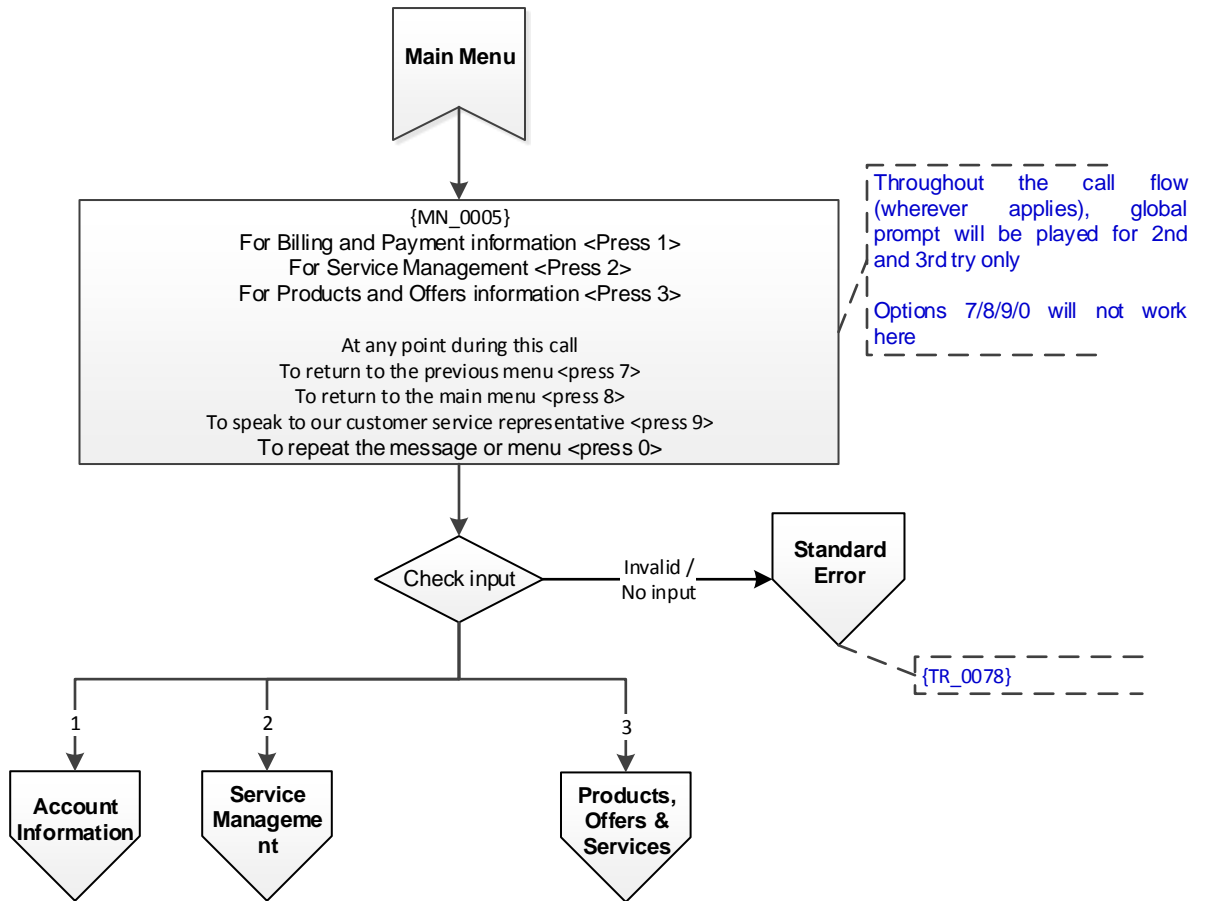 Main Menu
{MN_0005}
For Billing and Payment information <Press 1>
For Service Management <Press 2>
For Products and Offers information <Press 3>
At any point during this call
To return to the previous menu <press 7>
To return to the main menu <press 8>
To speak to our customer service representative <press 9>
To repeat the message or menu <press 0>
Throughout the call flow
(wherever applies), global
prompt will be played for 2nd
and 3rd try only
Options 7/8/9/0 will not work
here
Check input
Invalid /
No input
Standard
Error
{TR_0078}
1
2
3
Account
Information
Service
Manageme
nt
Products,
Offers &
Services